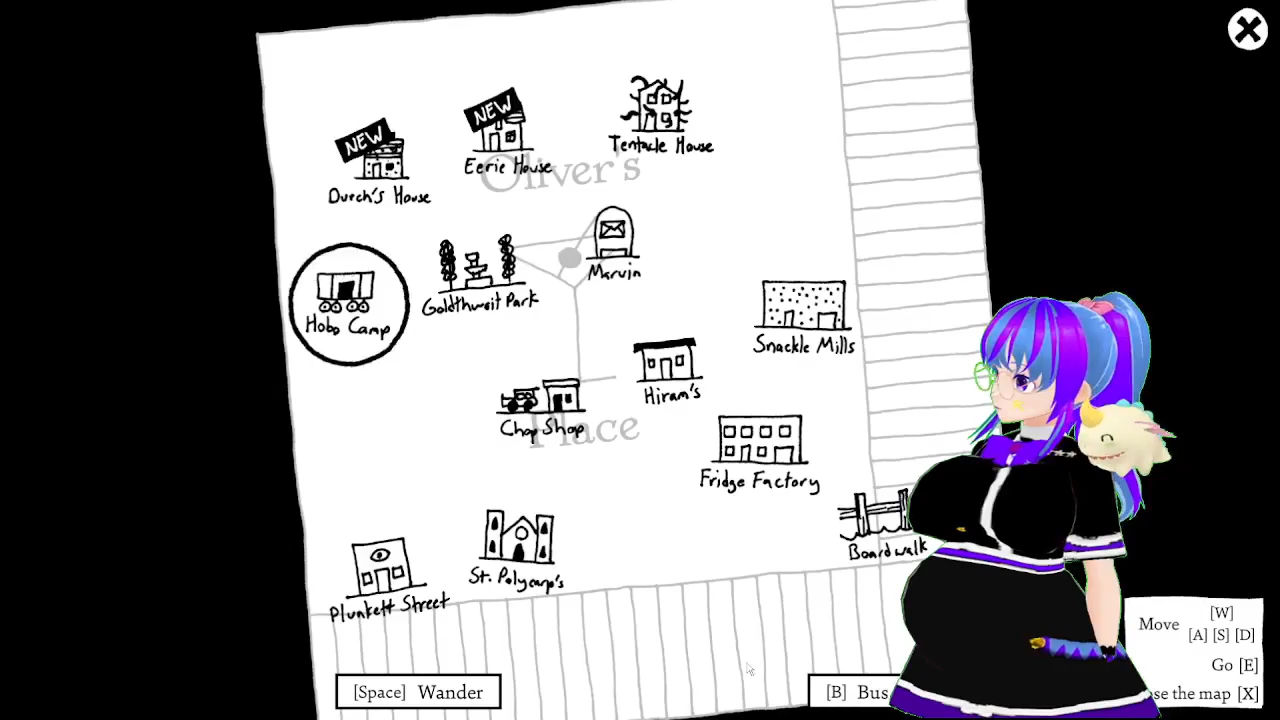 NEW
NEW
Tentacle House
Eerie House
Oliver's
Durch's House
Marvin
Goldthwait Park
Hobo Camp
Snackle Mills
Hiram's
Chop Shop
Place
Fridge Factory
Boardwalk
St. Polycarp's
Plunkett Street
Move [W]
[A] [S] [D]
Go [E]
[Space] Wander
[B] Bus
se the map [X]